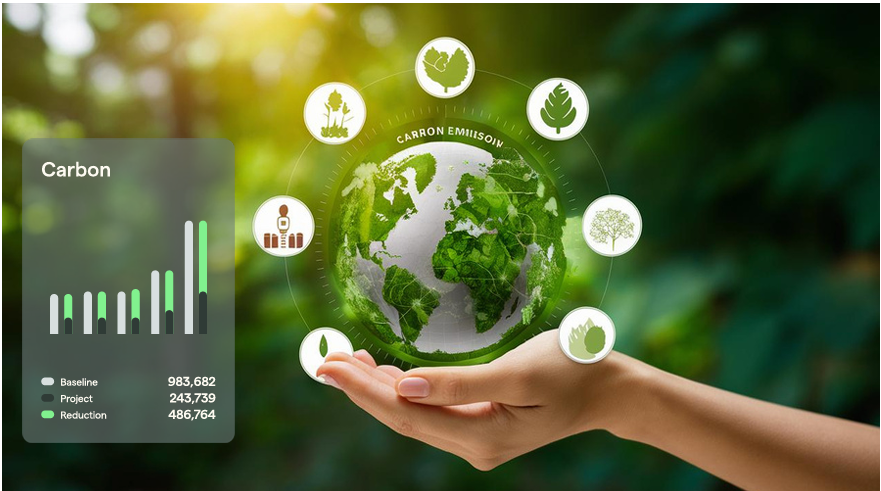 CARRON EMIISOIN
Carbon
Baseline 983,682
Project 243,739
Reduction 486,764